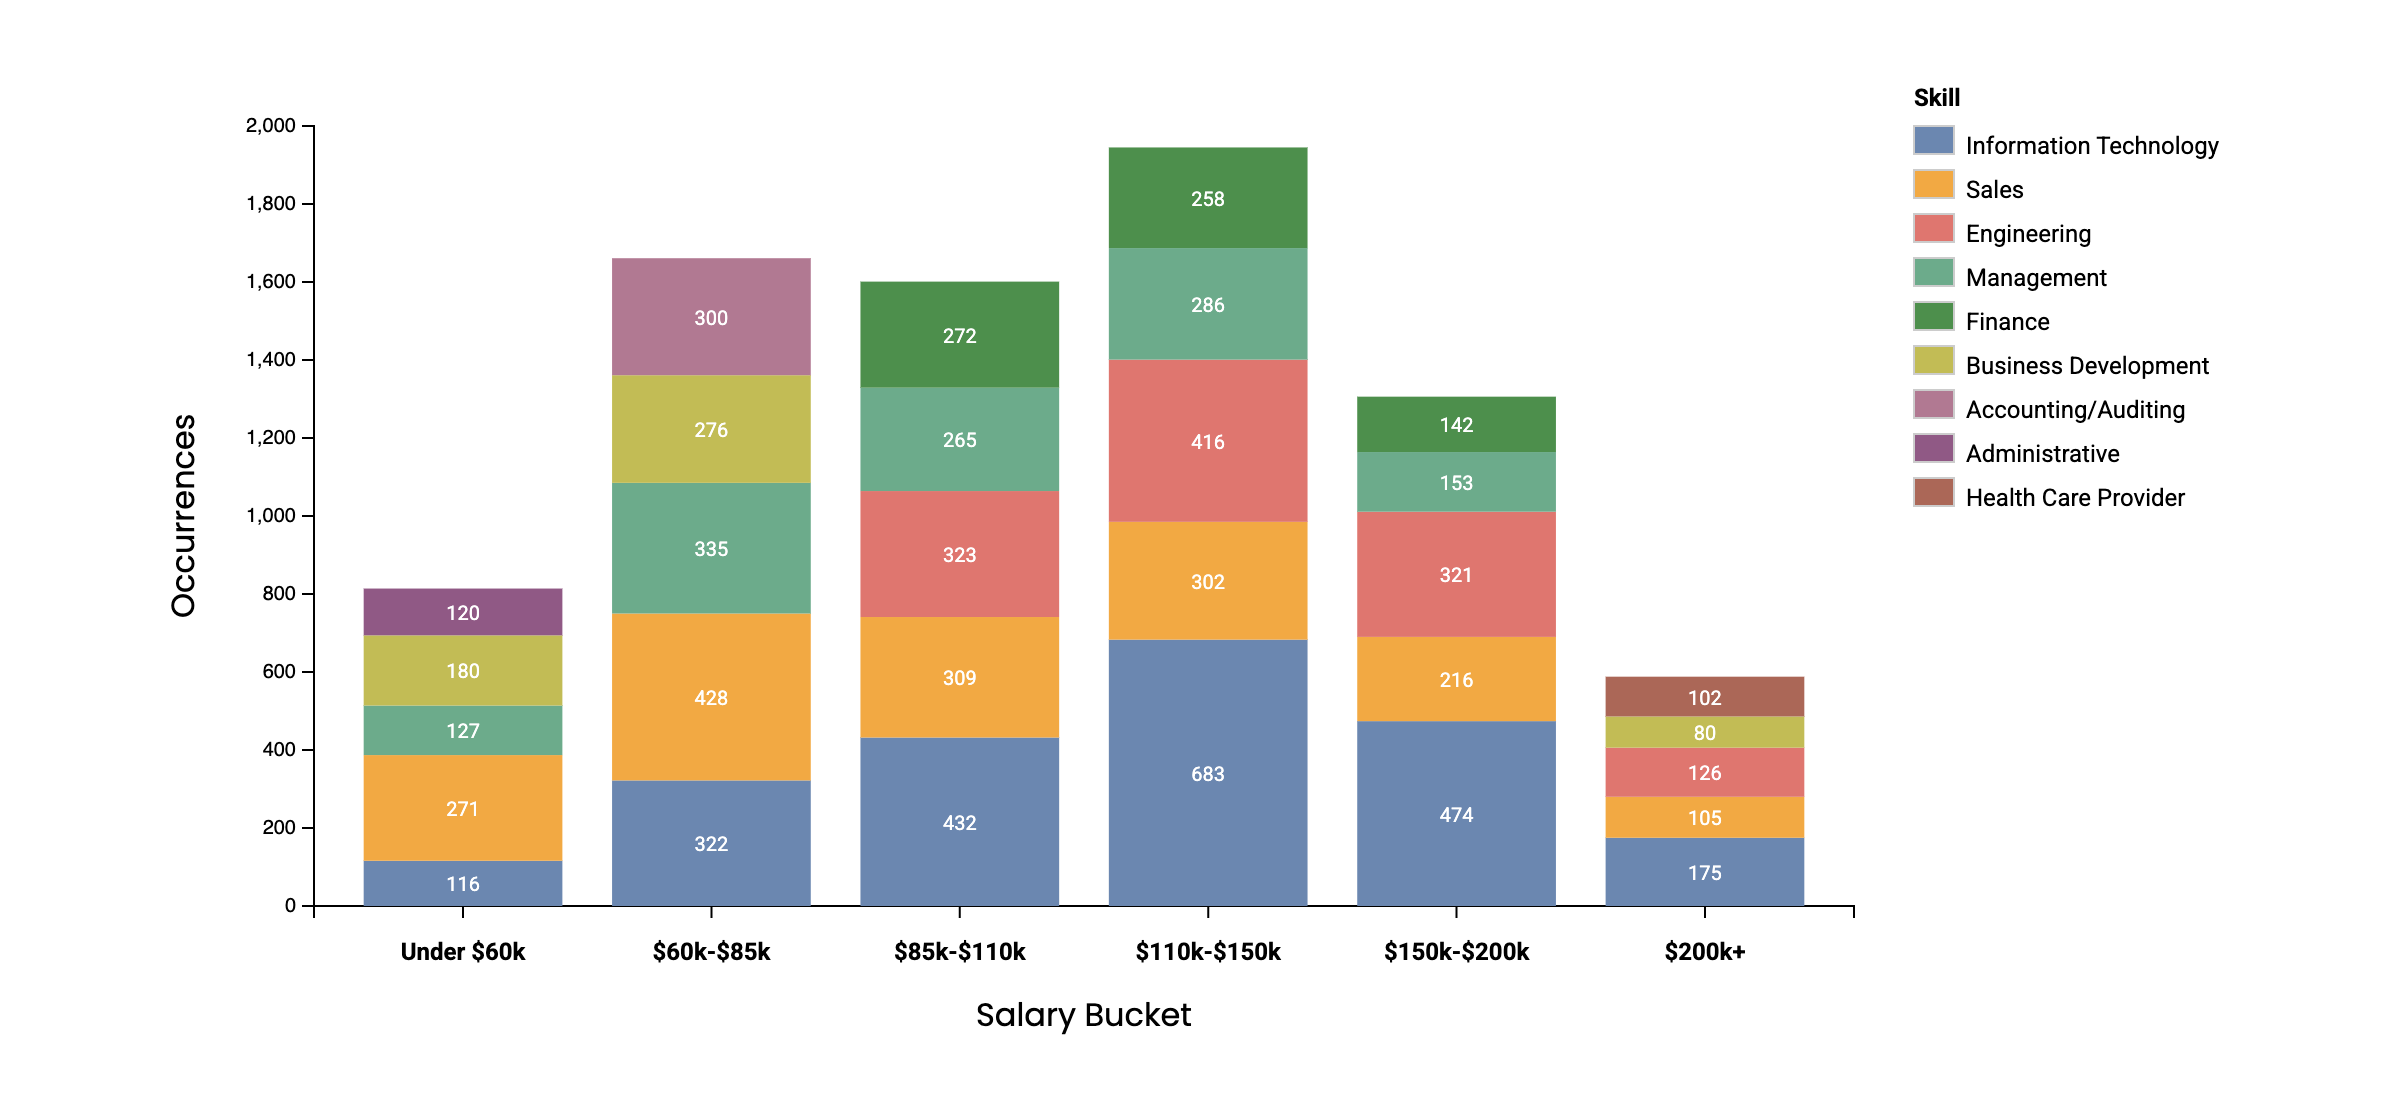 Skill
Information Technology
Sales
Engineering
Management
Finance
Business Development
Accounting/Auditing
Administrative
Health Care Provider
Occurrences
2,000
1,800
1,600
1,400
1,200
1,000
800
600
400
200
0
120
180
127
271
116
300
276
335
428
322
272
265
323
309
432
258
286
416
302
683
142
153
321
216
474
102
80
126
105
175
Under $60k
$60k-$85k
$85k-$110k
$110k-$150k
$150k-$200k
$200k+
Salary Bucket